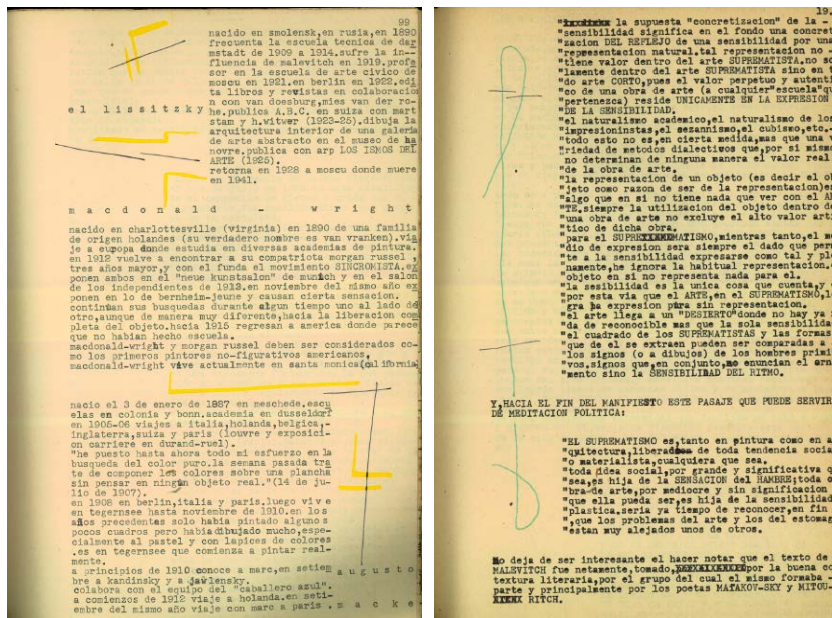 99
nacido en smolensk,en rusia,en 1890
frecuenta la escuela tecnica de dar
mstadt de 1909 a 1914.sufre la in--
fluencia de malevitch en 1919.profe
sor en la escuela de arte civico de
moscu en 1921.en berlin en 1922.edi
ta libros y revistas en colaboracio
n con van doesburg,mies van der ro-
el lissitzky
he.publica A.B.C. en suiza con mart
stam y h.witwer (1923-25).dibuja la
arquitectura interior de una galeria
de arte abstracto en el museo de ha
novre.publica con arp LOS ISMOS DEL
ARTE (1925).
retorna en 1928 a moscu donde muere
en 1941.
macdonald - wright
nacido en charlottesville (virginia) en 1890 de una familia
de origen holandes (su verdadero nombre es van vranken).via
je a europa donde estudia en diversas academias de pintura.
en 1912 vuelve a encontrar a su compatriota morgan russel ,
tres años mayor,y con el funda el movimiento SINCRONISTA.ex
ponen ambos en el "neue kunstsalon" de munich y en el salon
de los independientes de 1913.en noviembre del mismo año ex
ponen en lo de bernheim-jeune y causan cierta sensacion.
continuan sus busquedas durante algun tiempo uno al lado del
otro,aunque de manera muy diferente,hacia la liberacion com
pleta del objeto.hacia 1915 regresan a america donde parece
que no habian hecho escuela.
macdonald-wright y morgan russel deben ser considerados co-
mo los primeros pintores no-figurativos americanos,
macdonald-wright vive actualmente en santa monica(california)
nacio el 3 de enero de 1887 en meschede.escu
elas en colonia y bonn.academia en dusseldorf
en 1905-06 viajes a italia,holanda,belgica,-
inglaterra,suiza y paris (louvre y exposici-
on carriere en durand-ruel).
"he puesto hasta ahora todo mi esfuerzo en la
busqueda del color puro.la semana pasada tra
te de componer los colores sobre una plancha
sin pensar en ningun objeto real."(14 de ju-
lio de 1907).
en 1908 en berlin,italia y paris.luego vive
en tegernsee hasta noviembre de 1910.en los
años precedentes solo habia pintado algunos
pocos cuadros pero habia dibujado mucho,espe-
cialmente al pastel y con lapices de colores
.es en tegernsee que comienza a pintar real-
mente.
a principios de 1910 conoce a marc,en setiem
augusto
bre a kandinsky y a jawlensky.
colabora con el equipo del "caballero azul".
a comienzos de 1912 viaje a holanda.en seti-
embre del mismo año viaje con marc a paris .
macke
19.
" la supuesta "concretizacion" de la -
"sensibilidad significa en el fondo una concret
"zacion DEL REFLEJO de una sensibilidad por una
"representacion natural,tal representacion no -
"tiene valor dentro del arte SUPREMATISTA,no so
"lamente dentro del arte SUPREMATISTA sino en l
"do arte CORTO,pues el valor perpetuo y autenti
"co de una obra de arte (a cualquier"escuela"qu
"pertenezca) reside UNICAMENTE EN LA EXPRESION
"DE LA SENSIBILIDAD.
"el naturalismo academico,el naturalismo de los
"impresionistas,el sezannismo,el cubismo,etc.
"todo esto no es,en cierta medida,mas que una v
"riedad de metodos dialectivos que,por si mismo
"no determinan de ninguna manera el valor real
"de la obra de arte.
"la representacion de un objeto (es decir el ob
"jeto como razon de ser de la representacion)es
"algo que en si no tiene nada que ver con el AR
"TE.siempre la utilizacion del objeto dentro de
"una obra de arte no excluye el alto valor art
"tico de dicha obra.
"para el SUPREMATISMO,mientras tanto,el me
"dio de expresion sera siempre el dado que perm
"te a la sensibilidad expresarse como tal y ple
"namente,he ignora la habitual representacion.
"objeto en si no representa nada para el.
"la sesibilidad es la unica cosa que cuenta,y
"por esta via que el ARTE,en el SUPREMATISMO,l
"gra la expresion pura sin representacion.
"el arte llega a un "DESIERTO"donde no hay ya
"da de reconocible mas que la sola sensibilida
"el cuadrado de los SUPREMATISTAS y las formas
"que de el se extraen pueden ser comparadas a
"los signos (o a dibujos) de los hombres primi
"vos.signos que,en conjunto,no enuncian el orn
"mento sino la SENSIBILIDAD DEL RITMO.
Y,HACIA EL FIN DEL MANIFIESTO ESTE PASAJE QUE PUEDE SERVIR
DE MEDITACION POLITICA:
"EL SUPREMATISMO es,tanto en pintura como en a
"quitectura,liberado de toda tendencia socia
"o materialista,cualquiera que sea.
"toda idea social,por grande y significativa q
"sea,es hija de la SENSACION del HAMBRE;toda o
"bra-de arte,por mediocre y sin significacion
"que ella pueda ser,es hija de la sensibilidad
"plastica.seria ya tiempo de reconocer,en fin
",que los problemas del arte y los del estomag
"estan muy alejados unos de otros.
No deja de ser interesante el hacer notar que el texto de
MALEVITCH fue netamente,tomado,por la buena co
textura literaria,por el grupo del cual el mismo formaba -
parte y principalmente por los poetas MAÏAKOV-SKY y MITOU-
RITCH.